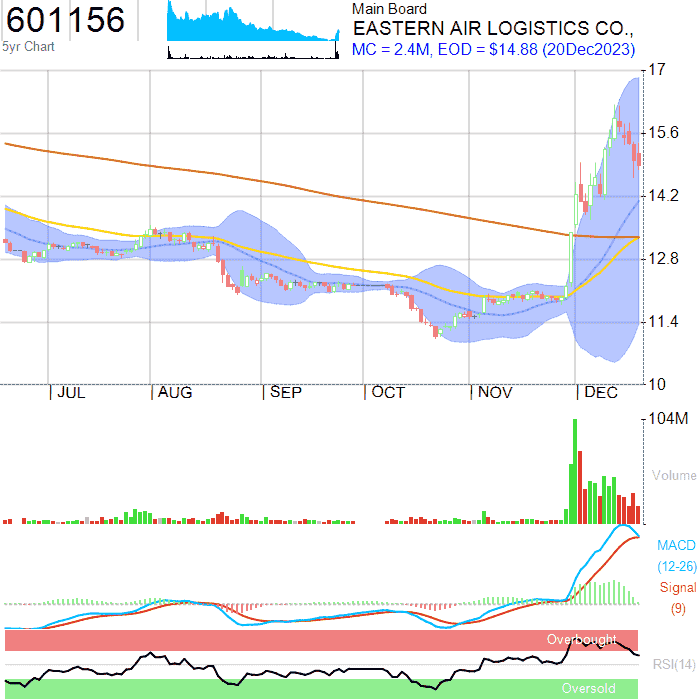 601156
5yr Chart
Main Board
EASTERN AIR LOGISTICS CO.,
MC = 2.4M, EOD = $14.88 (20Dec2023)
17
15.6
14.2
12.8
11.4
10
JUL
AUG
SEP
OCT
NOV
DEC
104M
Volume
MACD
(12-26)
Signal
(9)
Overbought
RSI(14)
Oversold